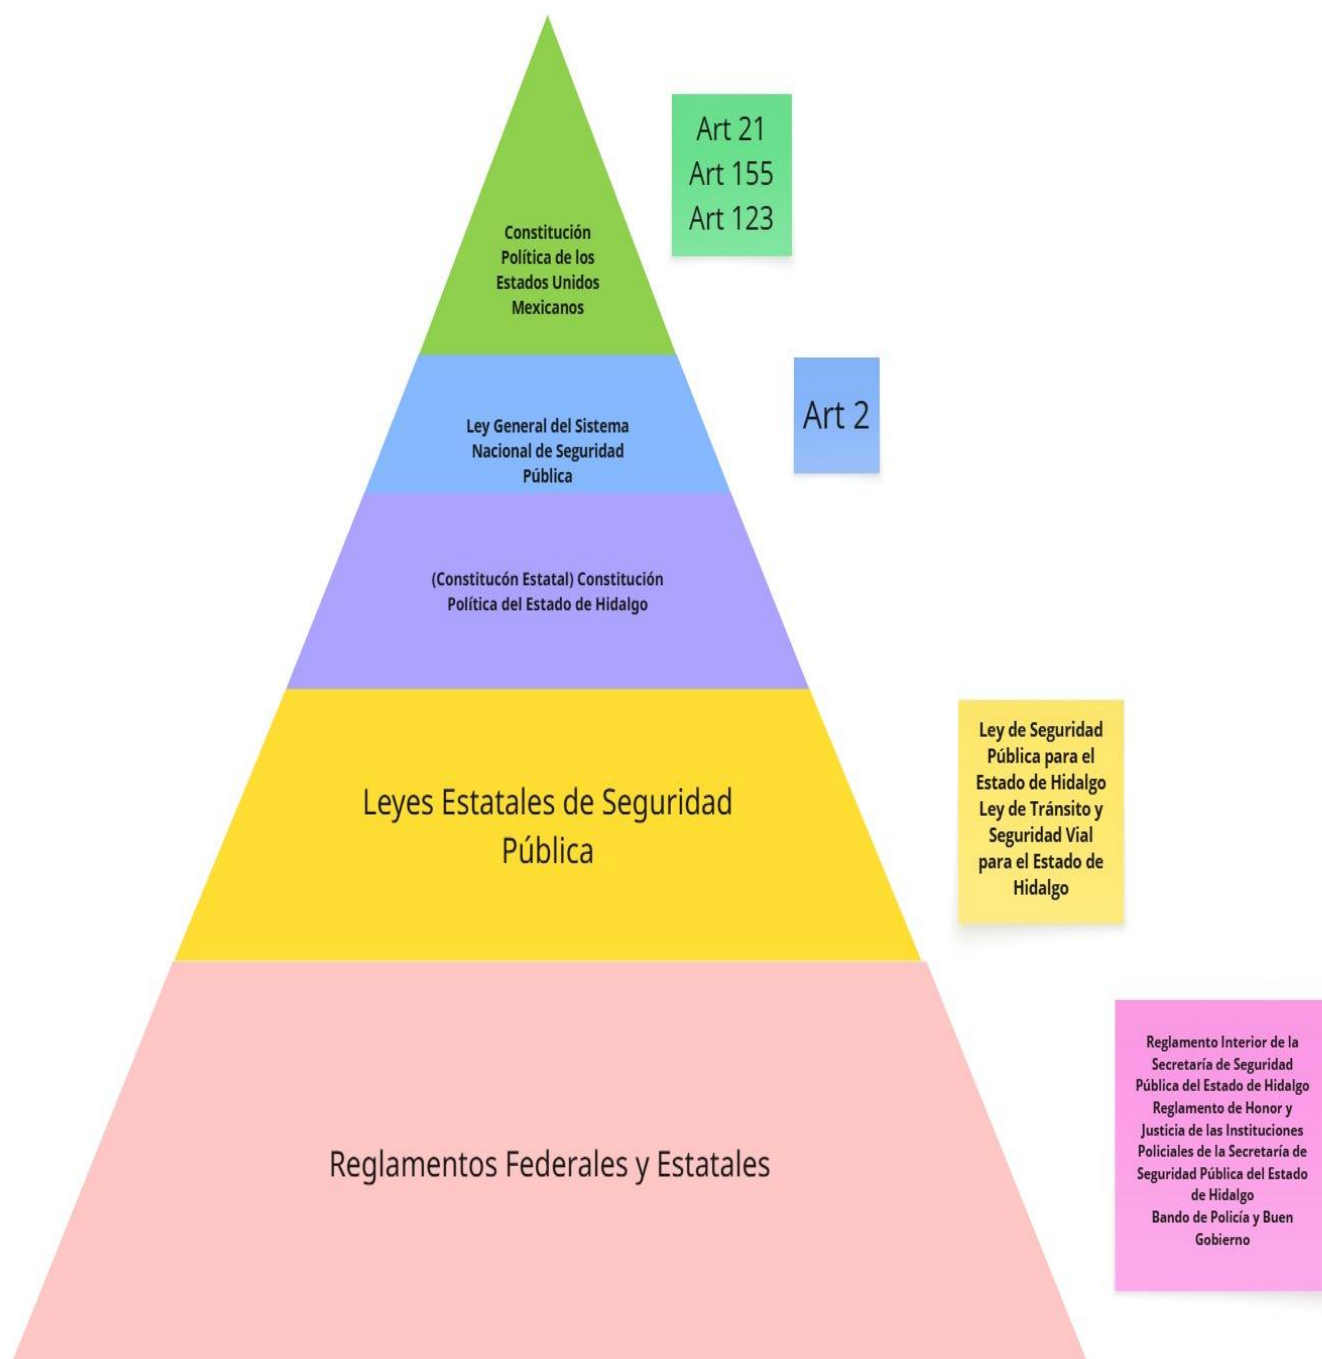 Art 21
Art 155
Art 123
Constitución
Política de los
Estados Unidos
Mexicanos
Art 2
Ley General del Sistema
Nacional de Seguridad
Pública
(Constitucón Estatal) Constitución
Política del Estado de Hidalgo
Ley de Seguridad
Pública para el
Estado de Hidalgo
Ley de Tránsito y
Seguridad Vial
para el Estado de
Hidalgo
Leyes Estatales de Seguridad
Pública
Reglamento Interior de la
Secretaría de Seguridad
Pública del Estado de Hidalgo
Reglamento de Honor y
Justicia de las Instituciones
Policiales de la Secretaría de
Seguridad Pública del Estado
de Hidalgo
Bando de Policía y Buen
Gobierno
Reglamentos Federales y Estatales